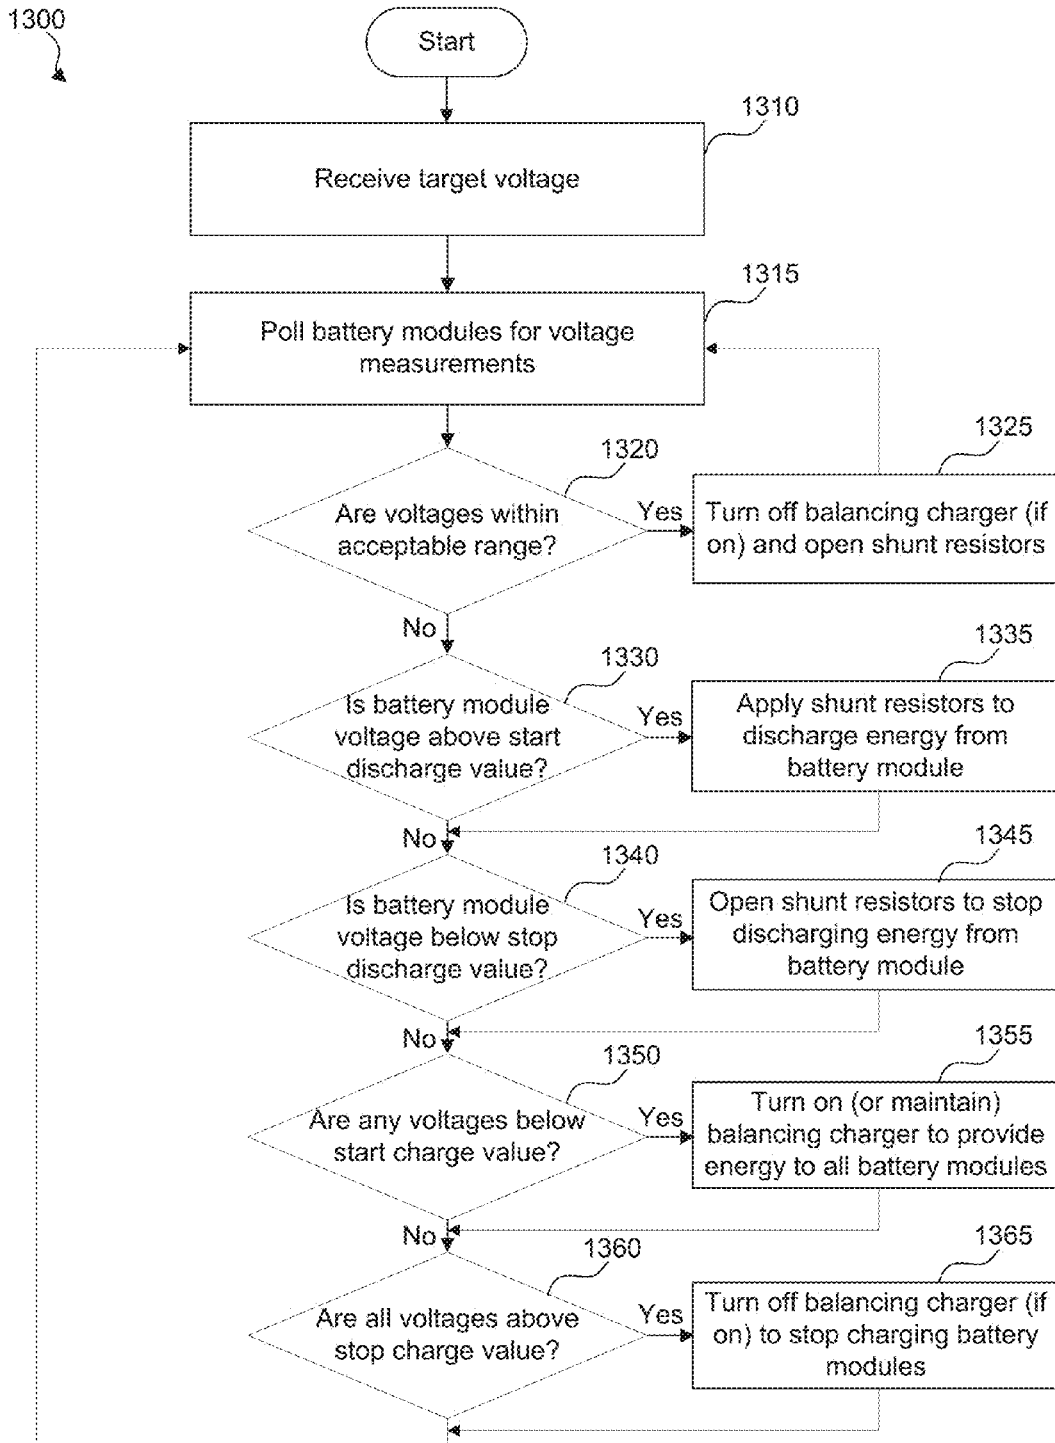 1300
Start
1310
Receive target voltage
1315
Poll battery modules for voltage
measurements
1320
Are voltages within
acceptable range?
Yes
1325
Turn off balancing charger (if
on) and open shunt resistors
No
1330
Is battery module
voltage above start
discharge value?
Yes
1335
Apply shunt resistors to
discharge energy from
battery module
No
1340
Is battery module
voltage below stop
discharge value?
Yes
1345
Open shunt resistors to stop
discharging energy from
battery module
No
1350
Are any voltages below
start charge value?
Yes
1355
Turn on (or maintain)
balancing charger to provide
energy to all battery modules
No
1360
Are all voltages above
stop charge value?
Yes
1365
Turn off balancing charger (if
on) to stop charging battery
modules